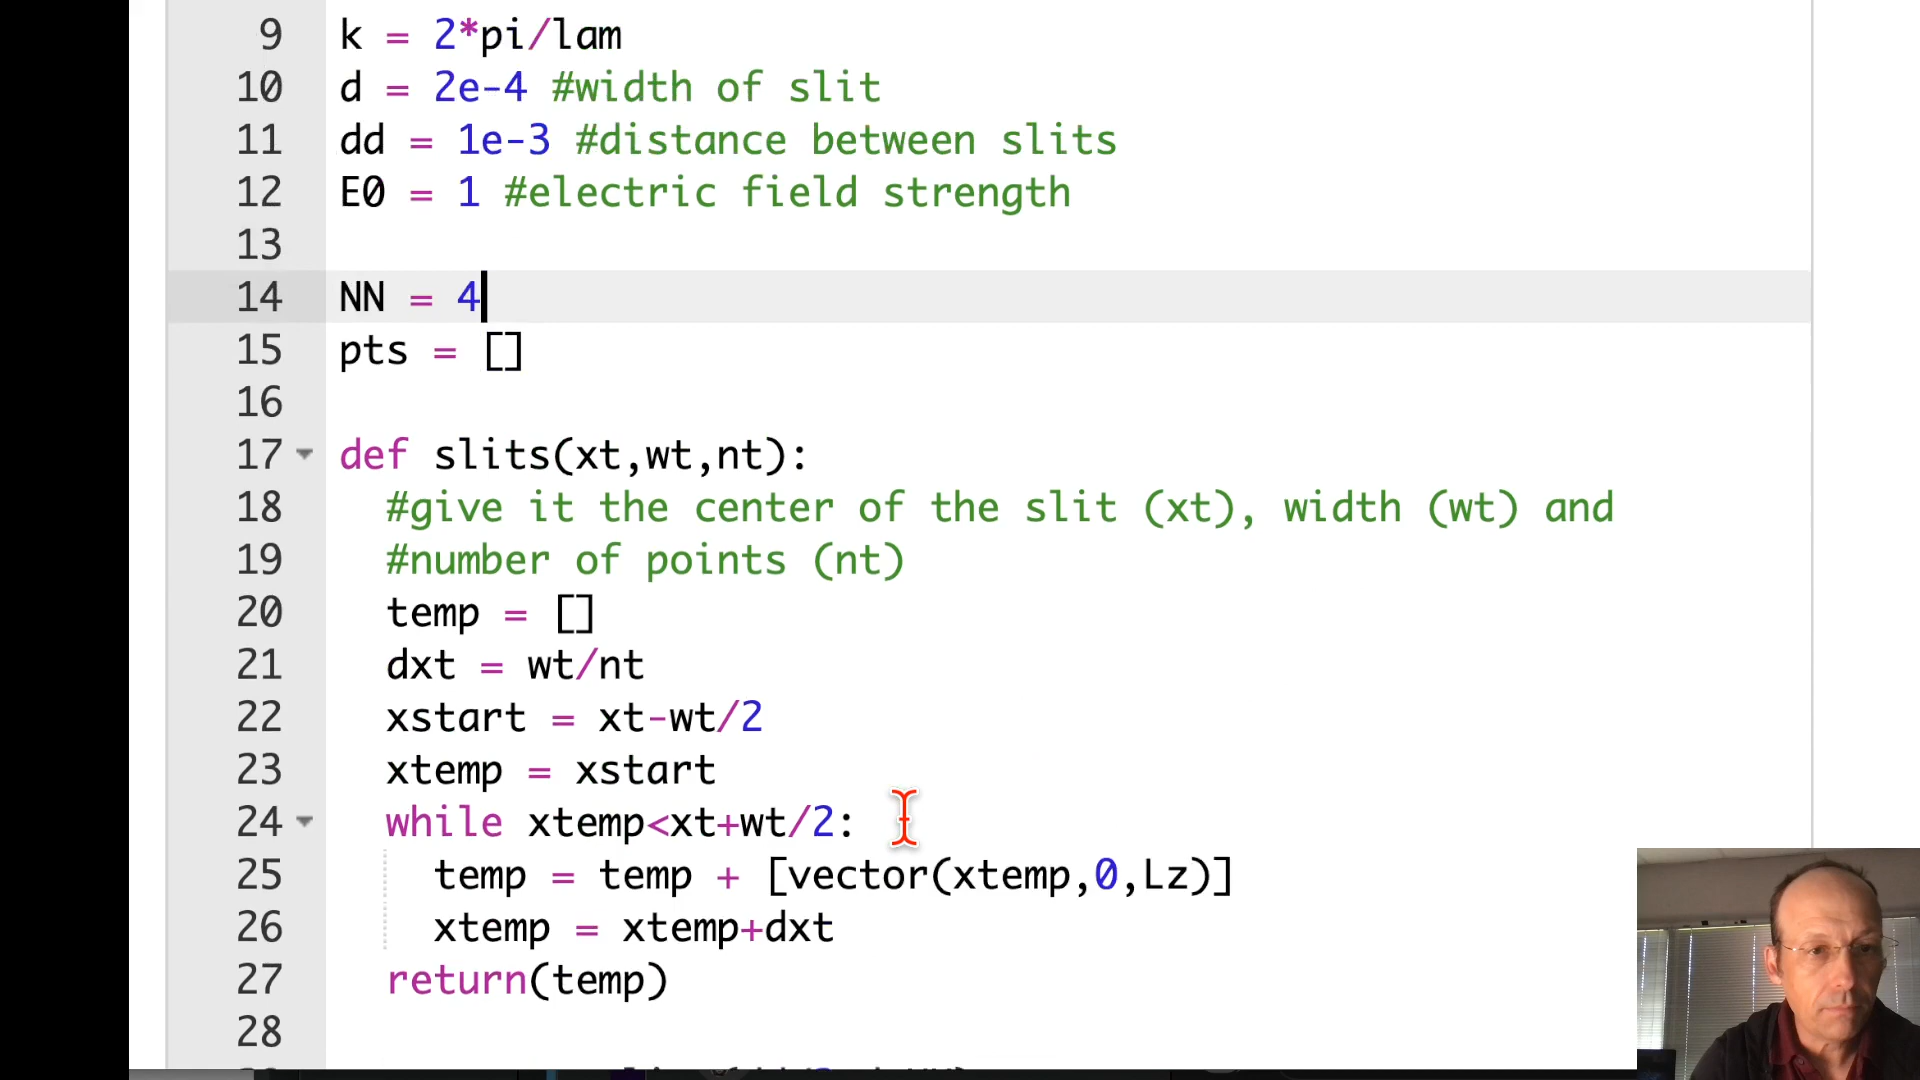 9 k = 2*pi/lam
10 d = 2e-4 #width of slit
11 dd = 1e-3 #distance between slits
12 E0 = 1 #electric field strength
13
14 NN = 4
15 pts = []
16
17 def slits(xt,wt,nt):
18 #give it the center of the slit (xt), width (wt) and
19 #number of points (nt)
20 temp = []
21 dxt = wt/nt
22 xstart = xt-wt/2
23 xtemp = xstart
24 while xtemp<xt+wt/2:
25 temp = temp + [vector(xtemp,0,Lz)]
26 xtemp = xtemp+dxt
27 return(temp)
28